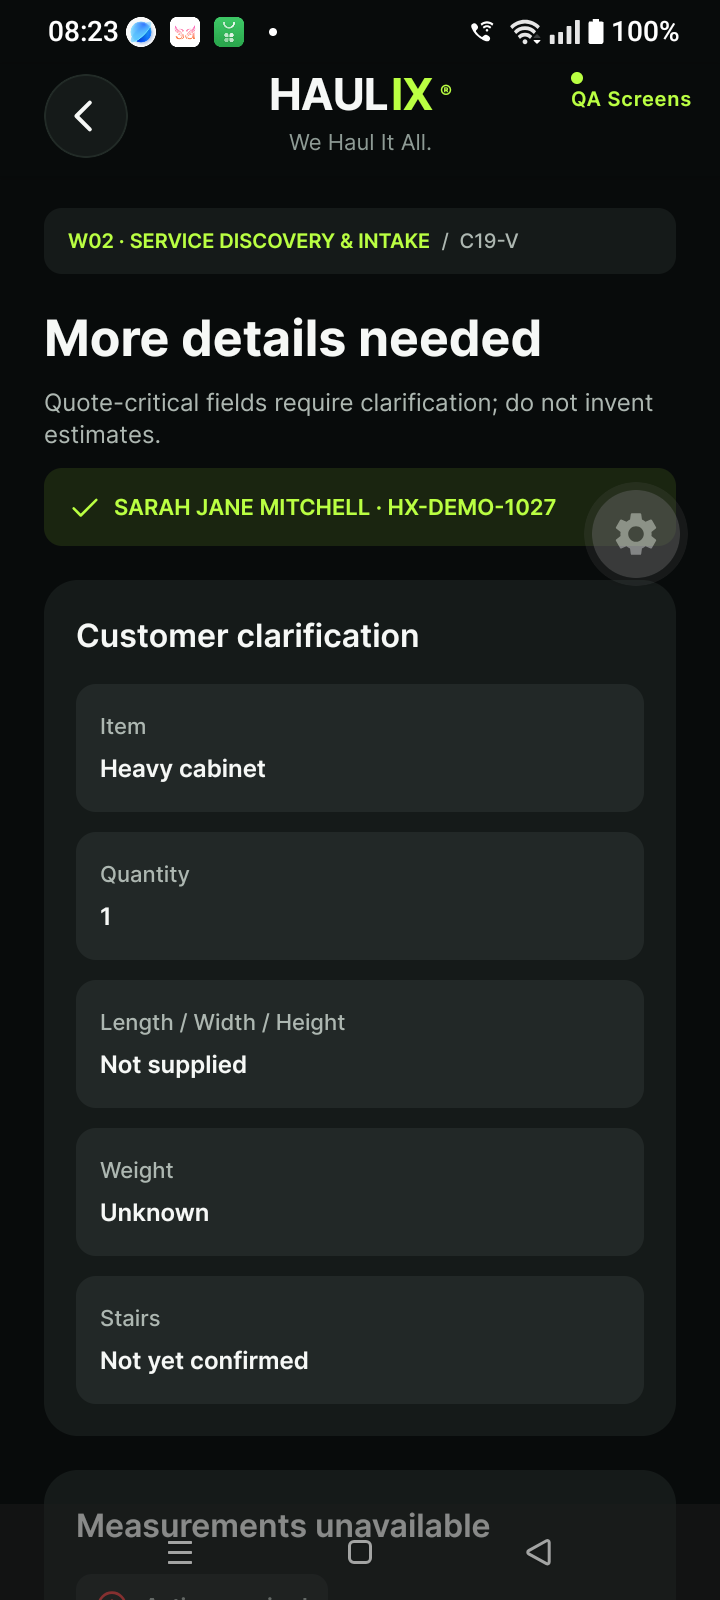 08:23
100%
HAULIX ®
QA Screens
We Haul It All.
W02 · SERVICE DISCOVERY & INTAKE / C19-V
More details needed
Quote-critical fields require clarification; do not invent
estimates.
SARAH JANE MITCHELL · HX-DEMO-1027
Customer clarification
Item
Heavy cabinet
Quantity
1
Length / Width / Height
Not supplied
Weight
Unknown
Stairs
Not yet confirmed
Measurements unavailable